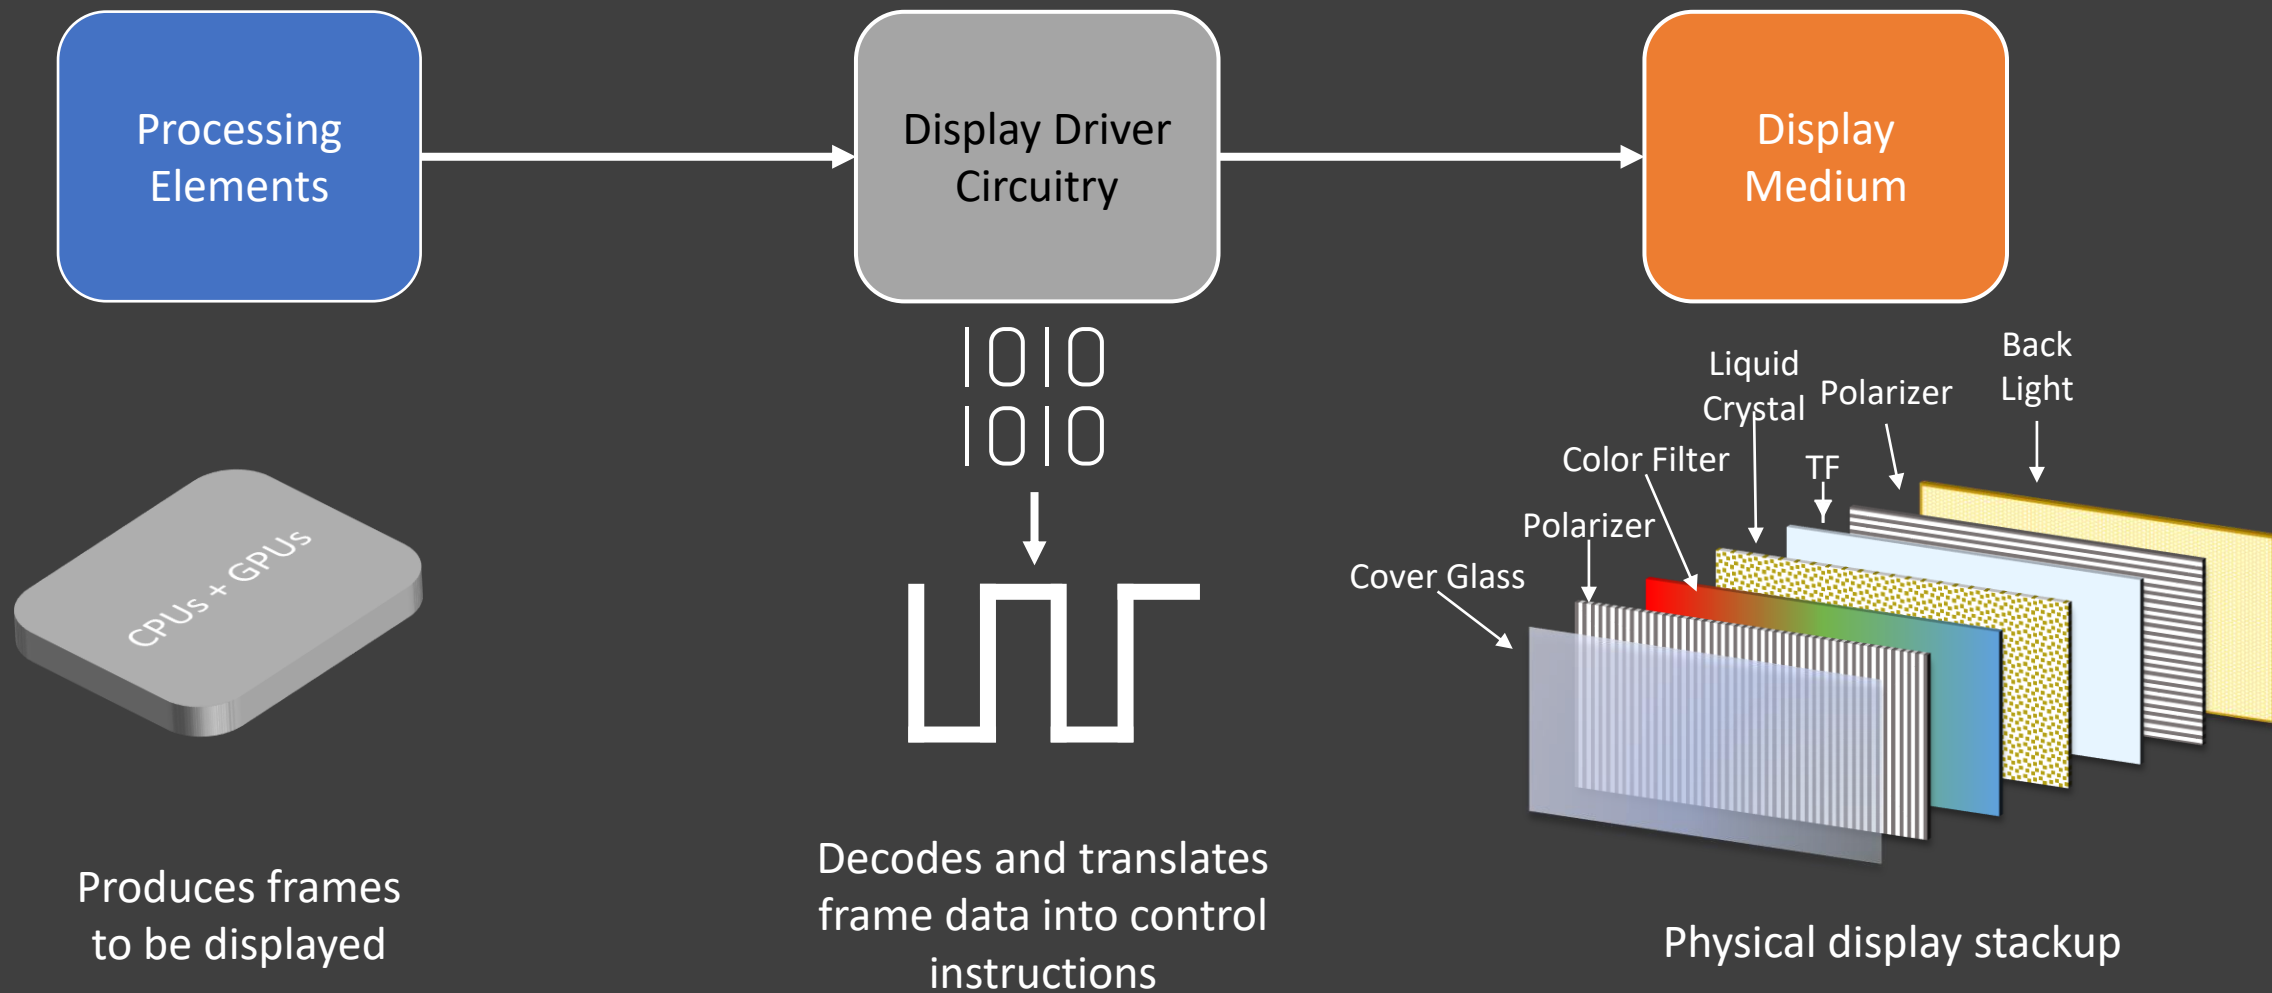 Processing
Elements
Display Driver
Circuitry
Display
Medium
1010
1010
CPUs + GPUs
Back
Light
Liquid
Crystal
Polarizer
Color Filter
TF
Polarizer
Cover Glass
Produces frames
to be displayed
Decodes and translates
frame data into control
instructions
Physical display stackup